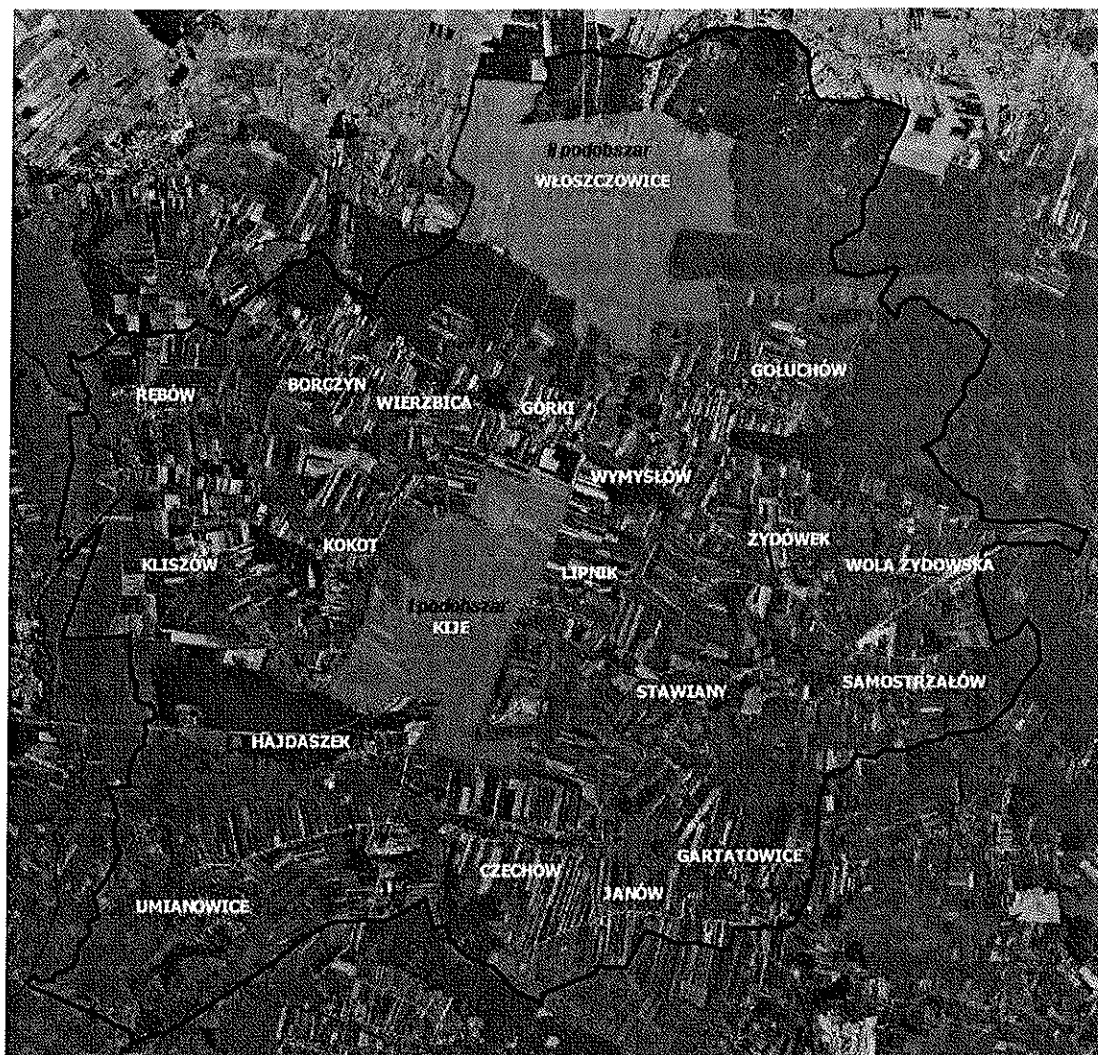 II podobszar
WŁOSZCZOWICE
GOŁUCHÓW
RĘBÓW
BORCZYN
WIERZBICA
GÓRKI
WYMYSŁÓW
KLISZÓW
KOKOT
LIPNIK
ŻYDÓWEK
WOLA ŻYDOWSKA
I podobszar
KIJE
STAWIANY
SAMOSTRZAŁÓW
HAJDASZEK
CZECHÓW
GARTATOWICE
JANÓW
UMIANOWICE